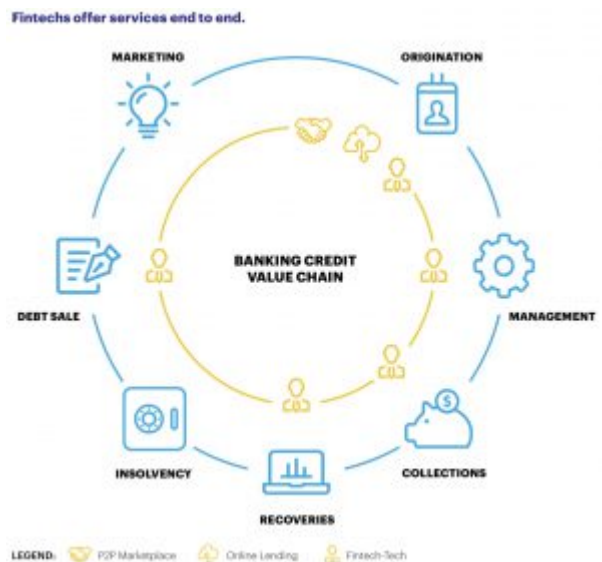 Fintechs offer services end to end.
MARKETING
ORIGINATION
BANKING CREDIT
VALUE CHAIN
DEBT SALE
MANAGEMENT
$
INSOLVENCY
COLLECTIONS
RECOVERIES
LEGEND: P2P Marketplace Online Lending Fintech-Tech